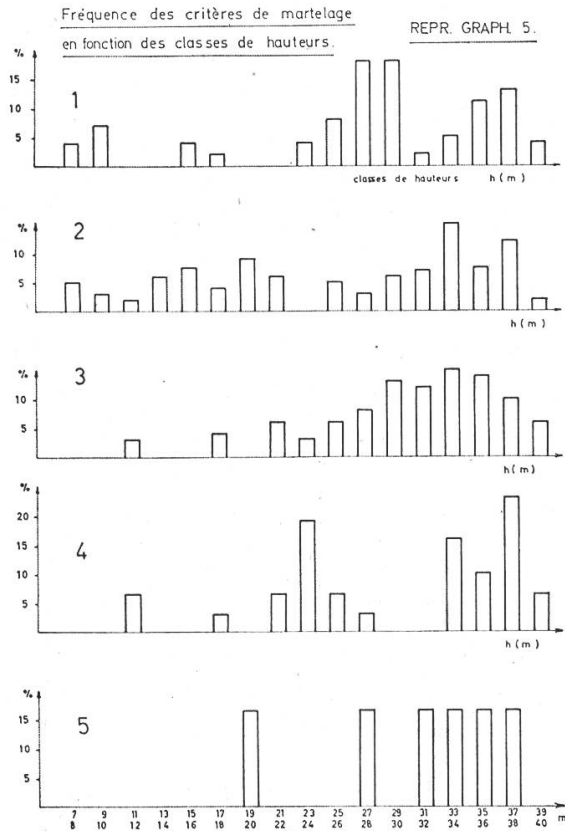 Fréquence des critères de martelage
en fonction des classes de hauteurs.
REPR. GRAPH. 5.
%
15
10
5
1
classes de hauteurs h(m)
2
%
10
5
h(m)
3
%
10
5
h(m)
4
%
20
15
10
5
h(m)
5
%
15
10
5
7 9 11 13 15 17 19 21 23 25 27 29 31 33 35 37 39
8 10 12 14 16 18 20 22 24 26 28 30 32 34 36 38 40 m